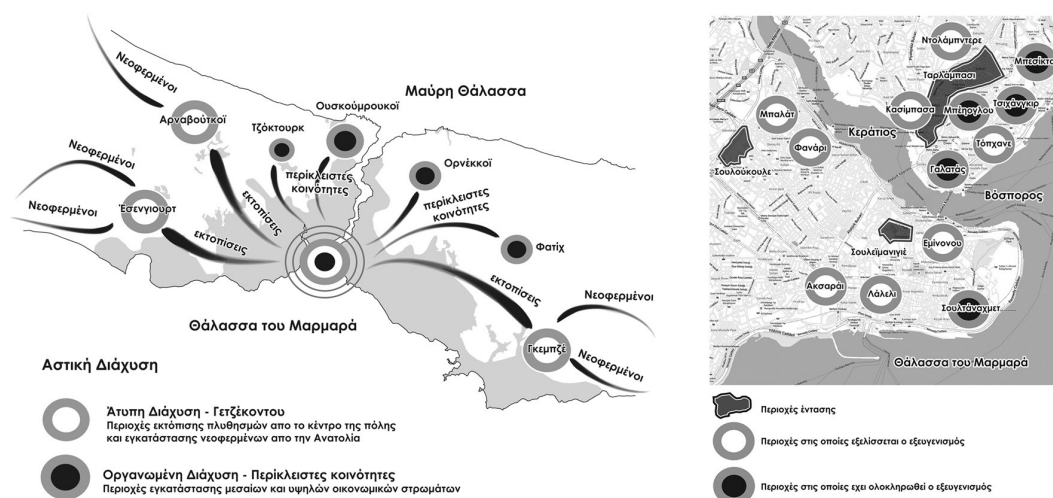 Νεοφερμένοι
Αρναβούτκοϊ
Τζόκτουρκ
Ουσκούμρουκοϊ
Μαύρη Θάλασσα
Νεοφερμένοι
περίκλειστες
κοινότητες
Ορνέκκοϊ
Νεοφερμένοι
Έσενγιουρτ
εκτοπίσεις
εκτοπίσεις
περίκλειστες
κοινότητες
Φατίχ
εκτοπίσεις
Νεοφερμένοι
Θάλασσα του Μαρμαρά
Γκεμπζέ
Νεοφερμένοι
Αστική Διάχυση
Άτυπη Διάχυση - Γετζέκοντου
Περιοχές εκτόπισης πλυθησμών απο το κέντρο της πόλης
και εγκατάστασης νεοφερμένων απο την Ανατολία
Οργανωμένη Διάχυση - Περίκλειστες κοινότητες
Περιοχές εγκατάστασης μεσαίων και υψηλών οικονομικών στρωμάτων
Ντολάμπντερε
Μπεσίκτα
Ταρλάμπασι
Κασίμπασα
Μπέηογλου
Τσιχάνγκιρ
Μπαλάτ
Κεράτιος
Φανάρι
Τόπχανε
Σουλούκουλε
Γαλατάς
Βόσπορος
Σουλεϊμανιγιέ
Εμίνονου
Ακσαράι
Λάλελι
Σουλτάναχμετ
Θάλασσα του Μαρμαρά
Περιοχές έντασης
Περιοχές στις οποίες εξελίσσεται ο εξευγενισμός
Περιοχές στις οποίες εχει ολοκληρωθεί ο εξευγενισμός